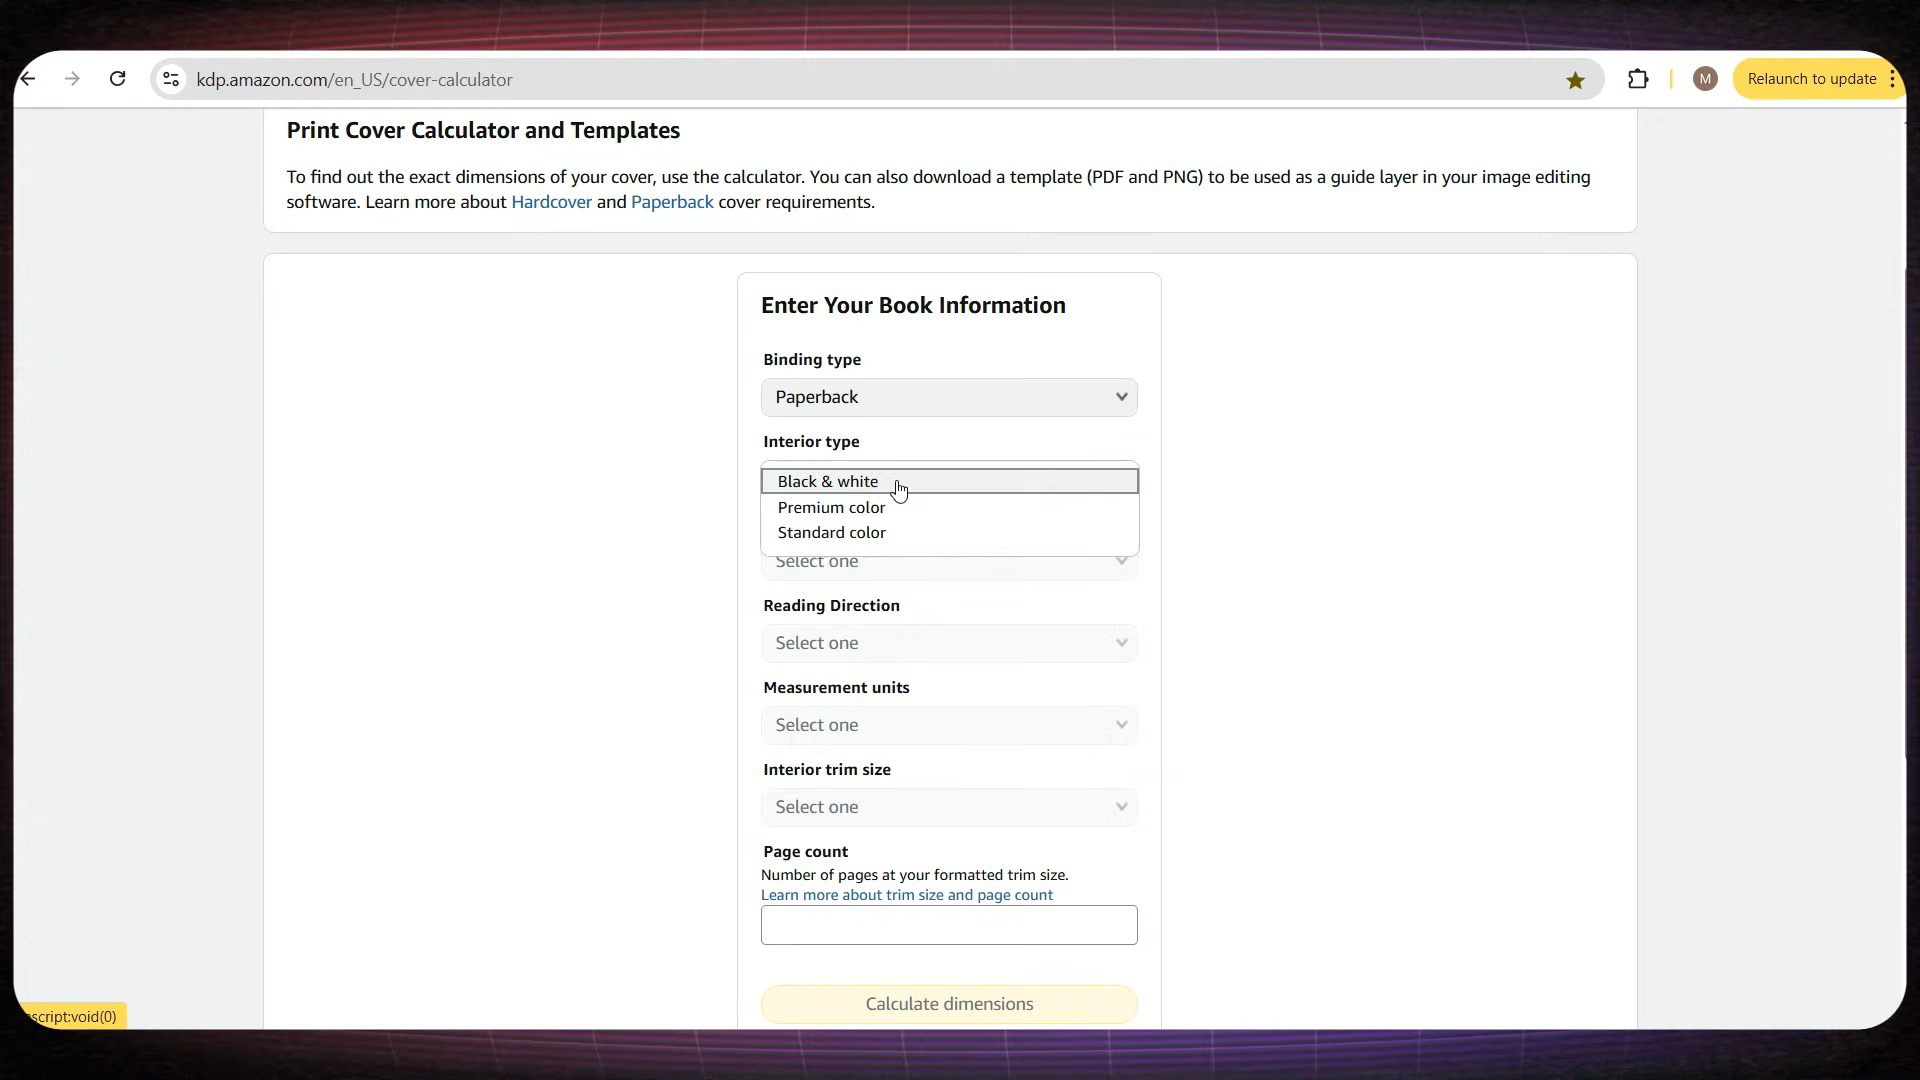 kdp.amazon.com/en_US/cover-calculator
M
Relaunch to update
Print Cover Calculator and Templates
To find out the exact dimensions of your cover, use the calculator. You can also download a template (PDF and PNG) to be used as a guide layer in your image editing
software. Learn more about Hardcover and Paperback cover requirements.
Enter Your Book Information
Binding type
Paperback
Interior type
Black & white
Premium color
Standard color
Select one
Reading Direction
Select one
Measurement units
Select one
Interior trim size
Select one
Page count
Number of pages at your formatted trim size.
Learn more about trim size and page count
Calculate dimensions
script:void(0)